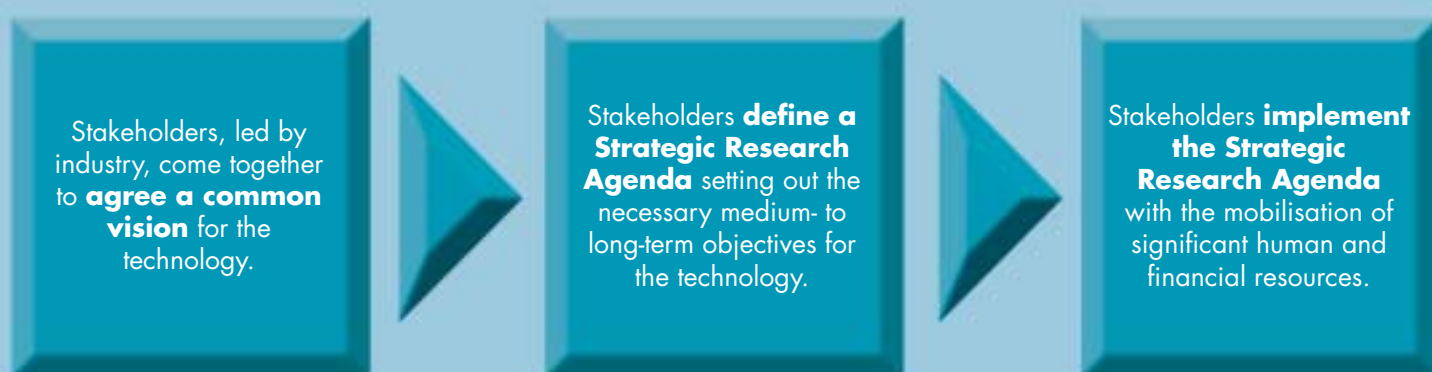 Stakeholders, led by
industry, come together
to agree a common
vision for the
technology.
Stakeholders define a
Strategic Research
Agenda setting out the
necessary medium- to
long-term objectives for
the technology.
Stakeholders implement
the Strategic
Research Agenda
with the mobilisation of
significant human and
financial resources.